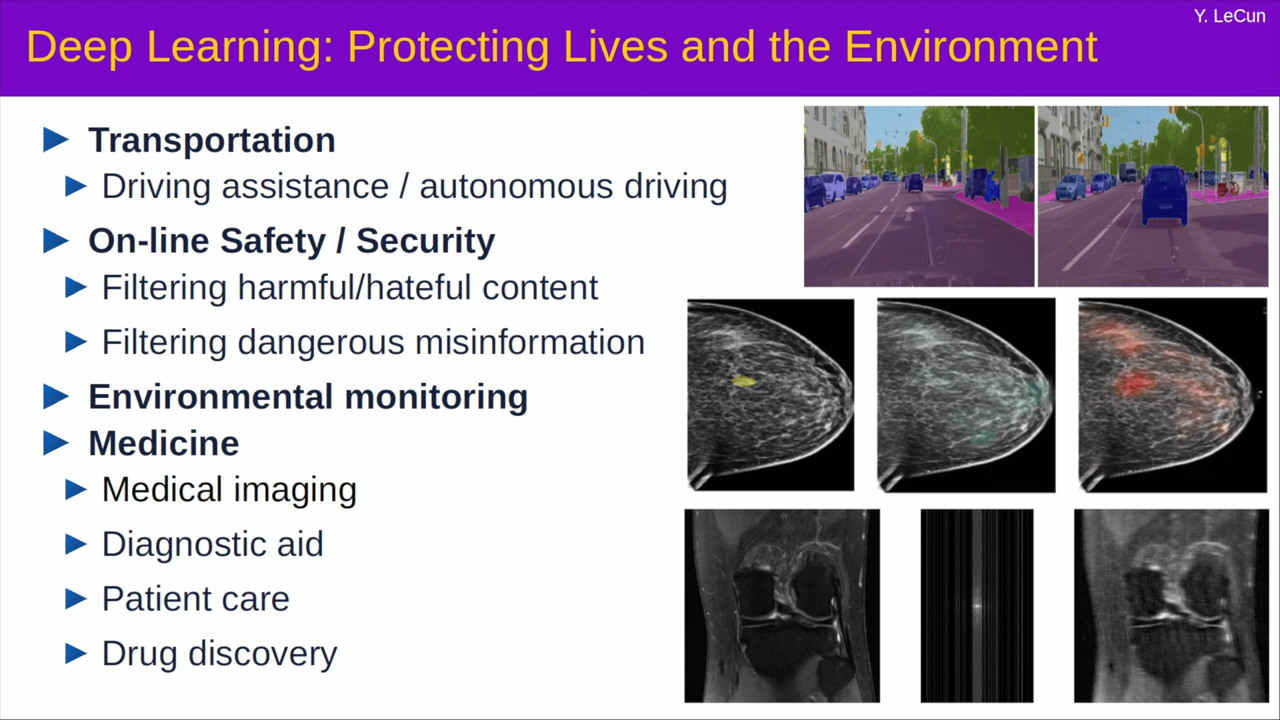 Y. LeCun
Deep Learning: Protecting Lives and the Environment
Transportation
Driving assistance / autonomous driving
On-line Safety / Security
Filtering harmful/hateful content
Filtering dangerous misinformation
Environmental monitoring
Medicine
Medical imaging
Diagnostic aid
Patient care
Drug discovery